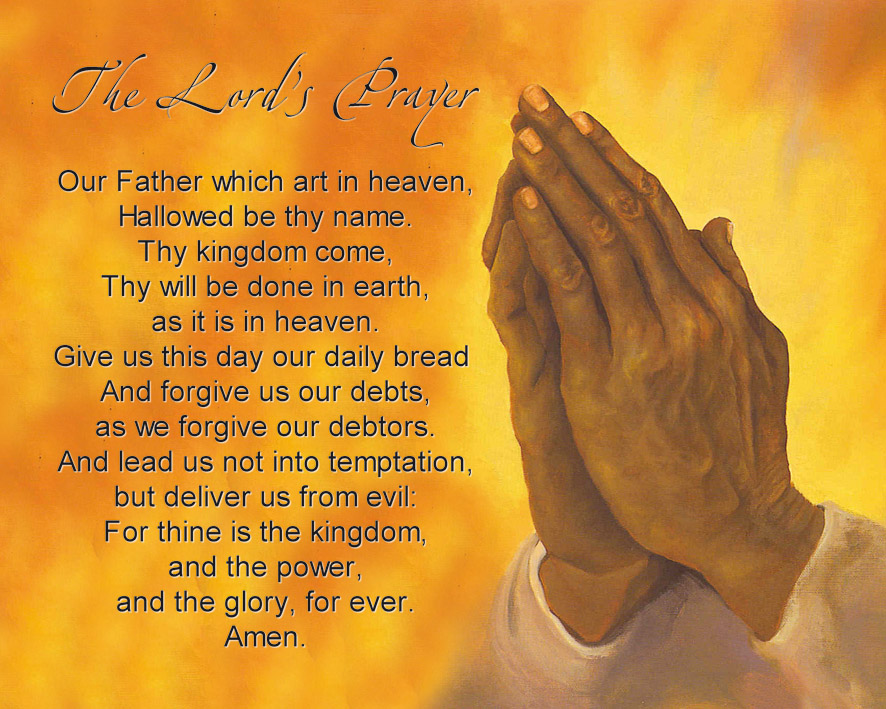 The Lord's Prayer
Our Father which art in heaven,
Hallowed be thy name.
Thy kingdom come,
Thy will be done in earth,
as it is in heaven.
Give us this day our daily bread
And forgive us our debts,
as we forgive our debtors.
And lead us not into temptation,
but deliver us from evil:
For thine is the kingdom,
and the power,
and the glory, for ever.
Amen.